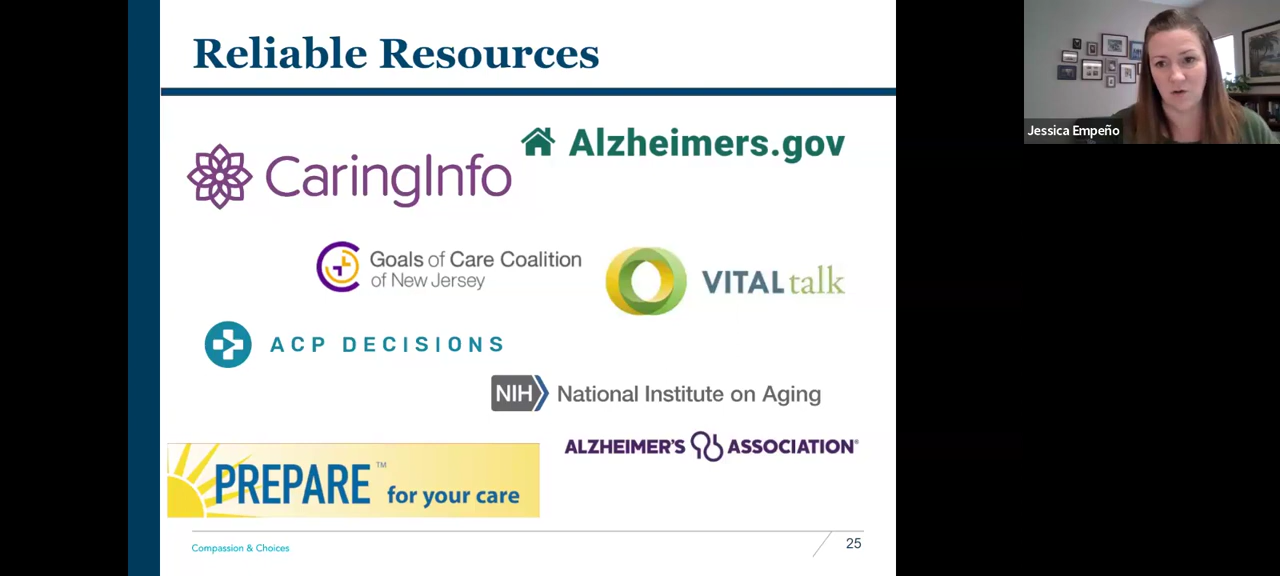 Reliable Resources
Jessica Empeño
Alzheimers.gov
CaringInfo
Goals of Care Coalition
of New Jersey
VITALtalk
ACP DECISIONS
NIH National Institute on Aging
ALZHEIMER'S ASSOCIATION®
PREPARE™ for your care
Compassion & Choices
25